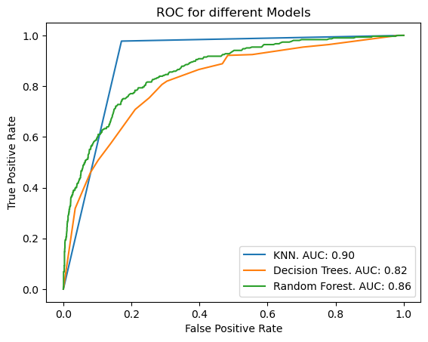 ROC for different Models
True Positive Rate
1.0
0.8
0.6
0.4
0.2
0.0
KNN. AUC: 0.90
Decision Trees. AUC: 0.82
Random Forest. AUC: 0.86
0.0 0.2 0.4 0.6 0.8 1.0
False Positive Rate